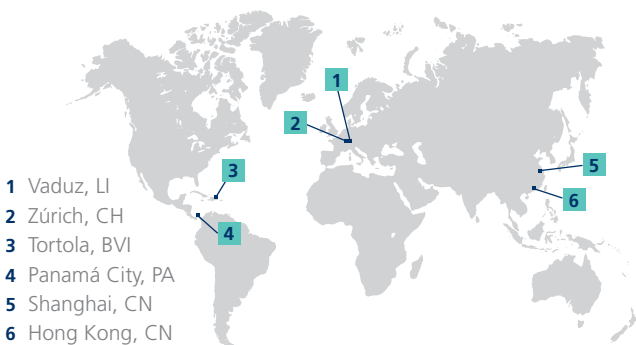 1
2
3
4
5
6
1 Vaduz, LI
2 Zúrich, CH
3 Tortola, BVI
4 Panamá City, PA
5 Shanghai, CN
6 Hong Kong, CN